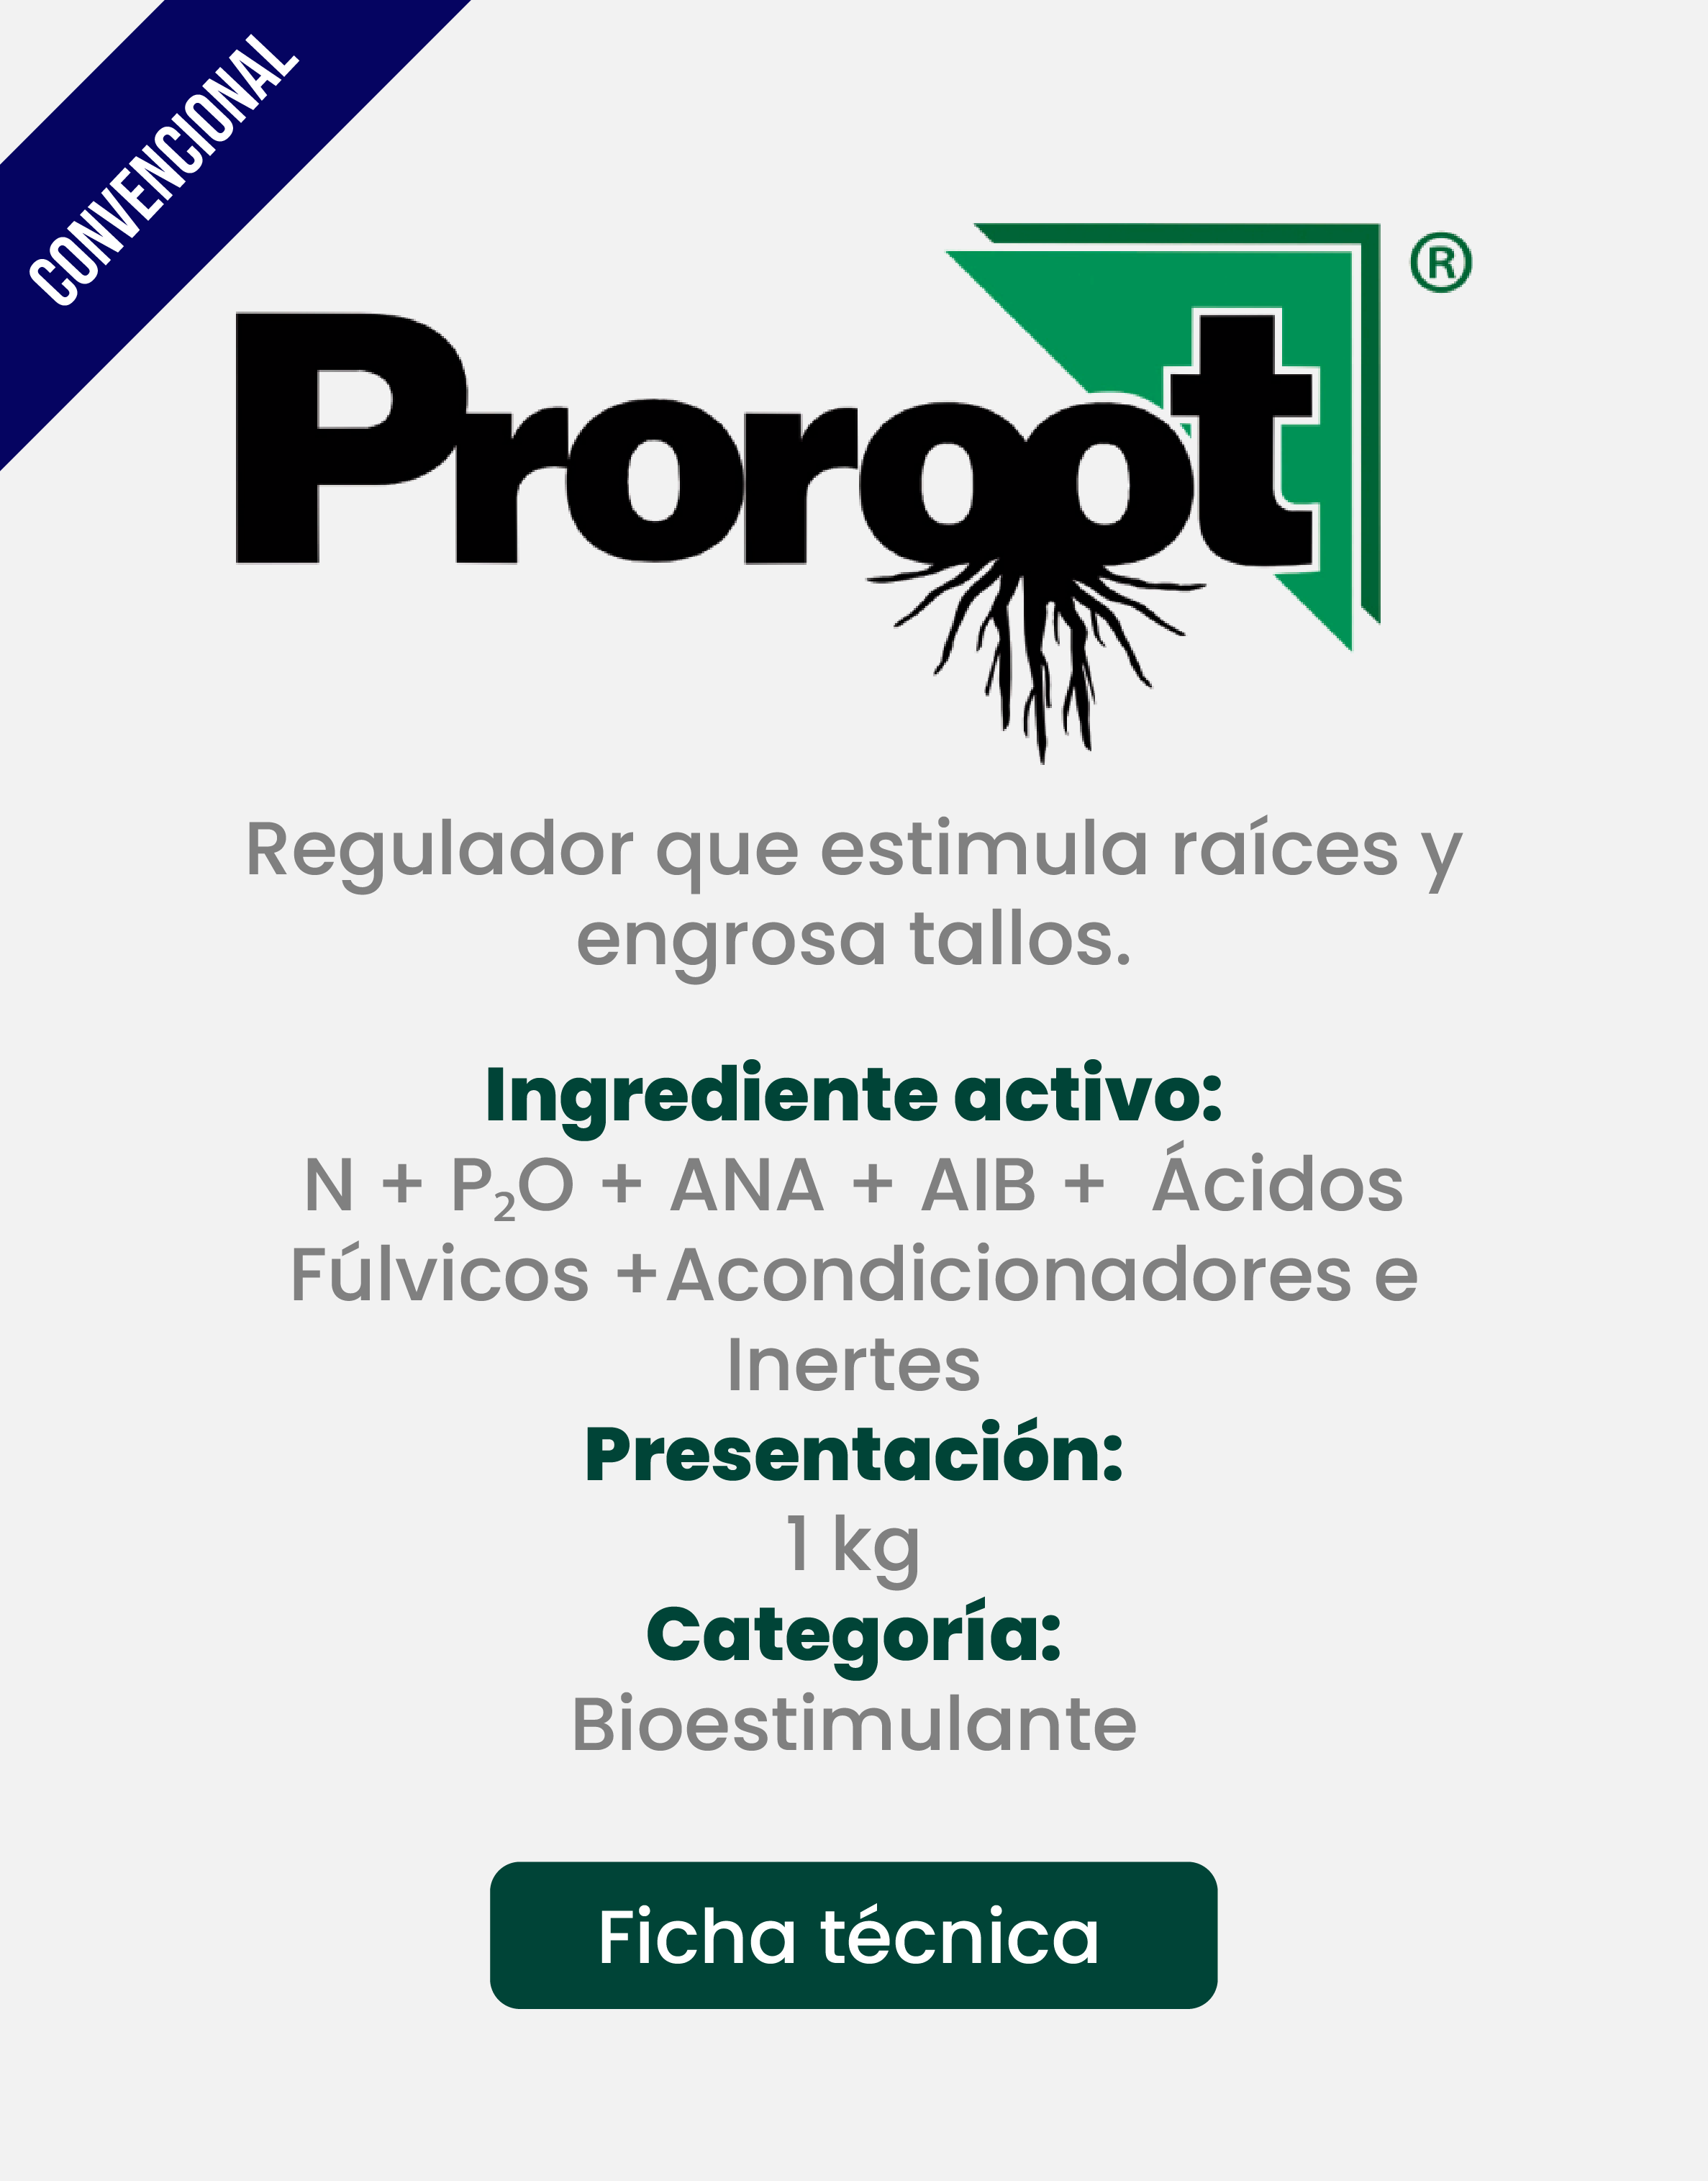 CONVENCIONAL
Proroot®
Regulador que estimula raíces y
engrosa tallos.
Ingrediente activo:
N + P₂O + ANA + AIB + Ácidos
Fúlvicos +Acondicionadores e
Inertes
Presentación:
1 kg
Categoría:
Bioestimulante
Ficha técnica